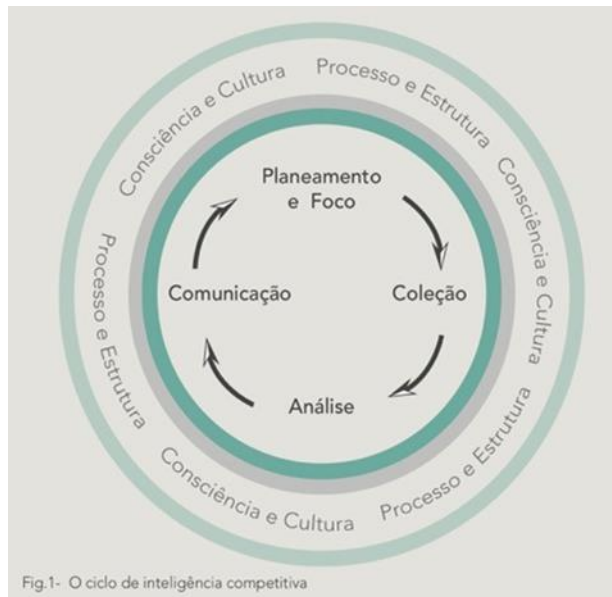 Processo e Estrutura
Consciência e Cultura
Processo e Estrutura
Consciência e Cultura
Processo e Estrutura
Consciência e Cultura
Planeamento
e Foco
Coleção
Análise
Comunicação
Fig.1- O ciclo de inteligência competitiva